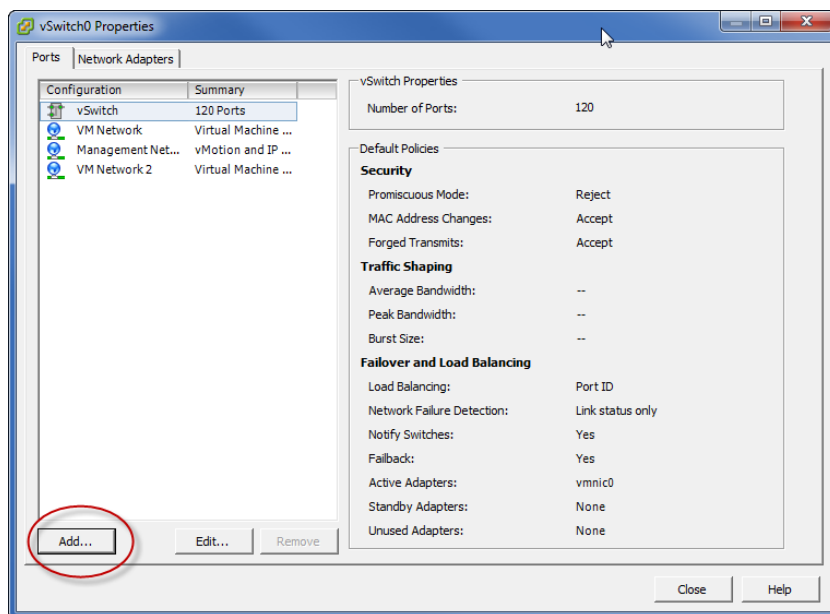 vSwitch0 Properties
Ports Network Adapters
Configuration Summary
vSwitch 120 Ports
VM Network Virtual Machine ...
Management Net... vMotion and IP ...
VM Network 2 Virtual Machine ...
Add... Edit... Remove
vSwitch Properties
Number of Ports: 120
Default Policies
Security
Promiscuous Mode: Reject
MAC Address Changes: Accept
Forged Transmits: Accept
Traffic Shaping
Average Bandwidth: --
Peak Bandwidth: --
Burst Size: --
Failover and Load Balancing
Load Balancing: Port ID
Network Failure Detection: Link status only
Notify Switches: Yes
Failback: Yes
Active Adapters: vmnic0
Standby Adapters: None
Unused Adapters: None
Close Help